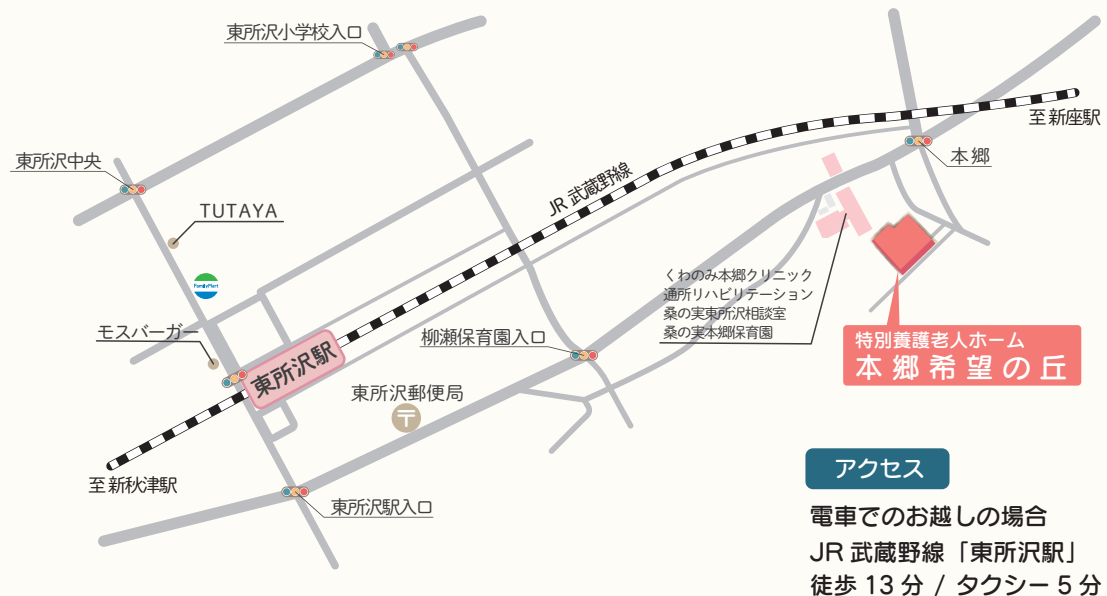 東所沢小学校入口
東所沢中央
TUTAYA
FamilyMart
モスバーガー
東所沢駅
至新秋津駅
東所沢駅入口
東所沢郵便局
〒
柳瀬保育園入口
JR 武蔵野線
至新座駅
本郷
くわのみ本郷クリニック
通所リハビリテーション
桑の実東所沢相談室
桑の実本郷保育園
特別養護老人ホーム
本郷希望の丘
アクセス
電車でのお越しの場合
JR 武蔵野線「東所沢駅」
徒歩 13 分 / タクシー 5 分